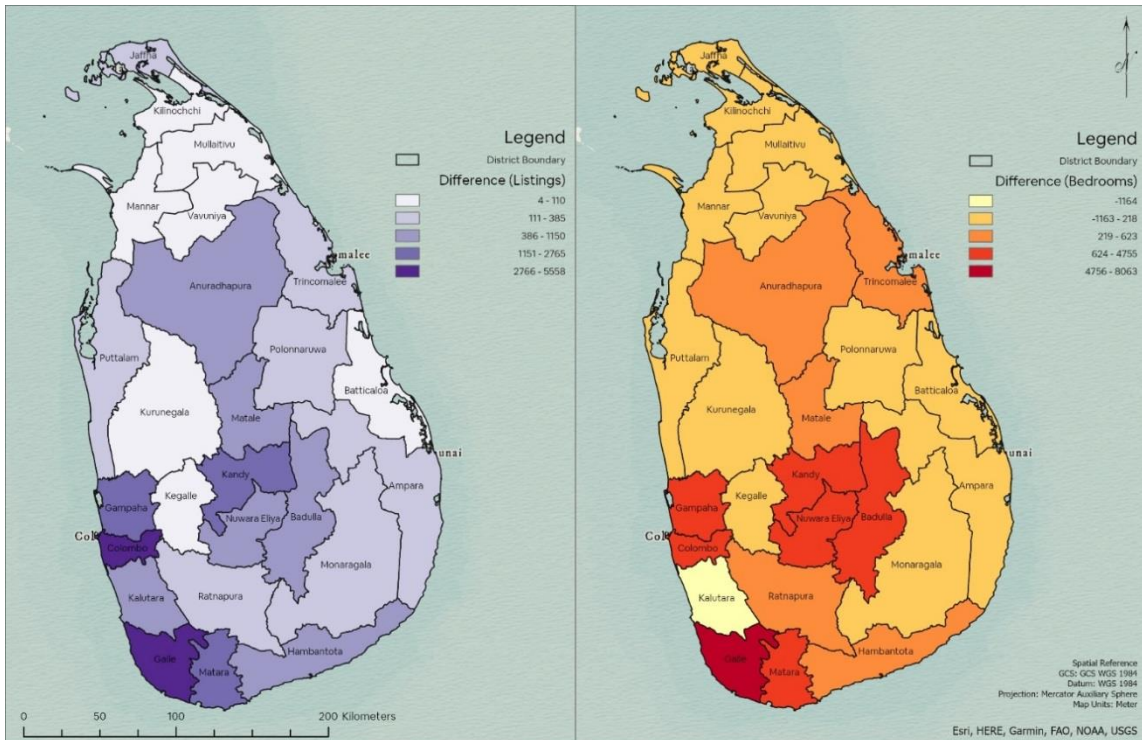 Jaffna
Kilinochchi
Mullaitivu
Mannar
Vavuniya
malee
Anuradhapura
Trincomalee
Puttalam
Polonnaruwa
Batticaloa
Kurunegala
Matale
unai
Kandy
Ampara
Gampaha
Kegalle
Nuwara Eliya
Badulla
Col
Colombo
Monaragala
Kalutara
Ratnapura
Hambantota
Galle
Matara
Legend
District Boundary
Difference (Listings)
4 - 110
111 - 385
386 - 1150
1151 - 2765
2766 - 5558
0 50 100 200 Kilometers
Jaffna
Kilinochchi
Mullaitivu
Mannar
Vavuniya
malee
Anuradhapura
Trincomalee
Puttalam
Polonnaruwa
Batticaloa
Kurunegala
Matale
unai
Kandy
Ampara
Gampaha
Kegalle
Nuwara Eliya
Badulla
Col
Colombo
Monaragala
Kalutara
Ratnapura
Hambantota
Galle
Matara
N
Legend
District Boundary
Difference (Bedrooms)
-1164
-1163 - 218
219 - 623
624 - 4755
4756 - 8063
Spatial Reference
GCS: GCS WGS 1984
Datum: WGS 1984
Projection: Mercator Auxiliary Sphere
Map Units: Meter
Esri, HERE, Garmin, FAO, NOAA, USGS